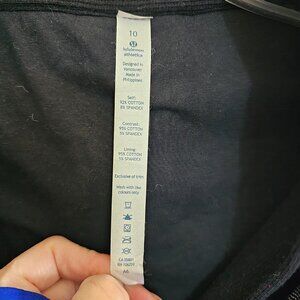 10
lululemon
athletica
Designed in
Vancouver
Made in
Philippines
Self:
92% COTTON
8% SPANDEX
Contrast:
95% COTTON
5% SPANDEX
Lining:
95% COTTON
5% SPANDEX
Exclusive of trim
Wash with like
colours only